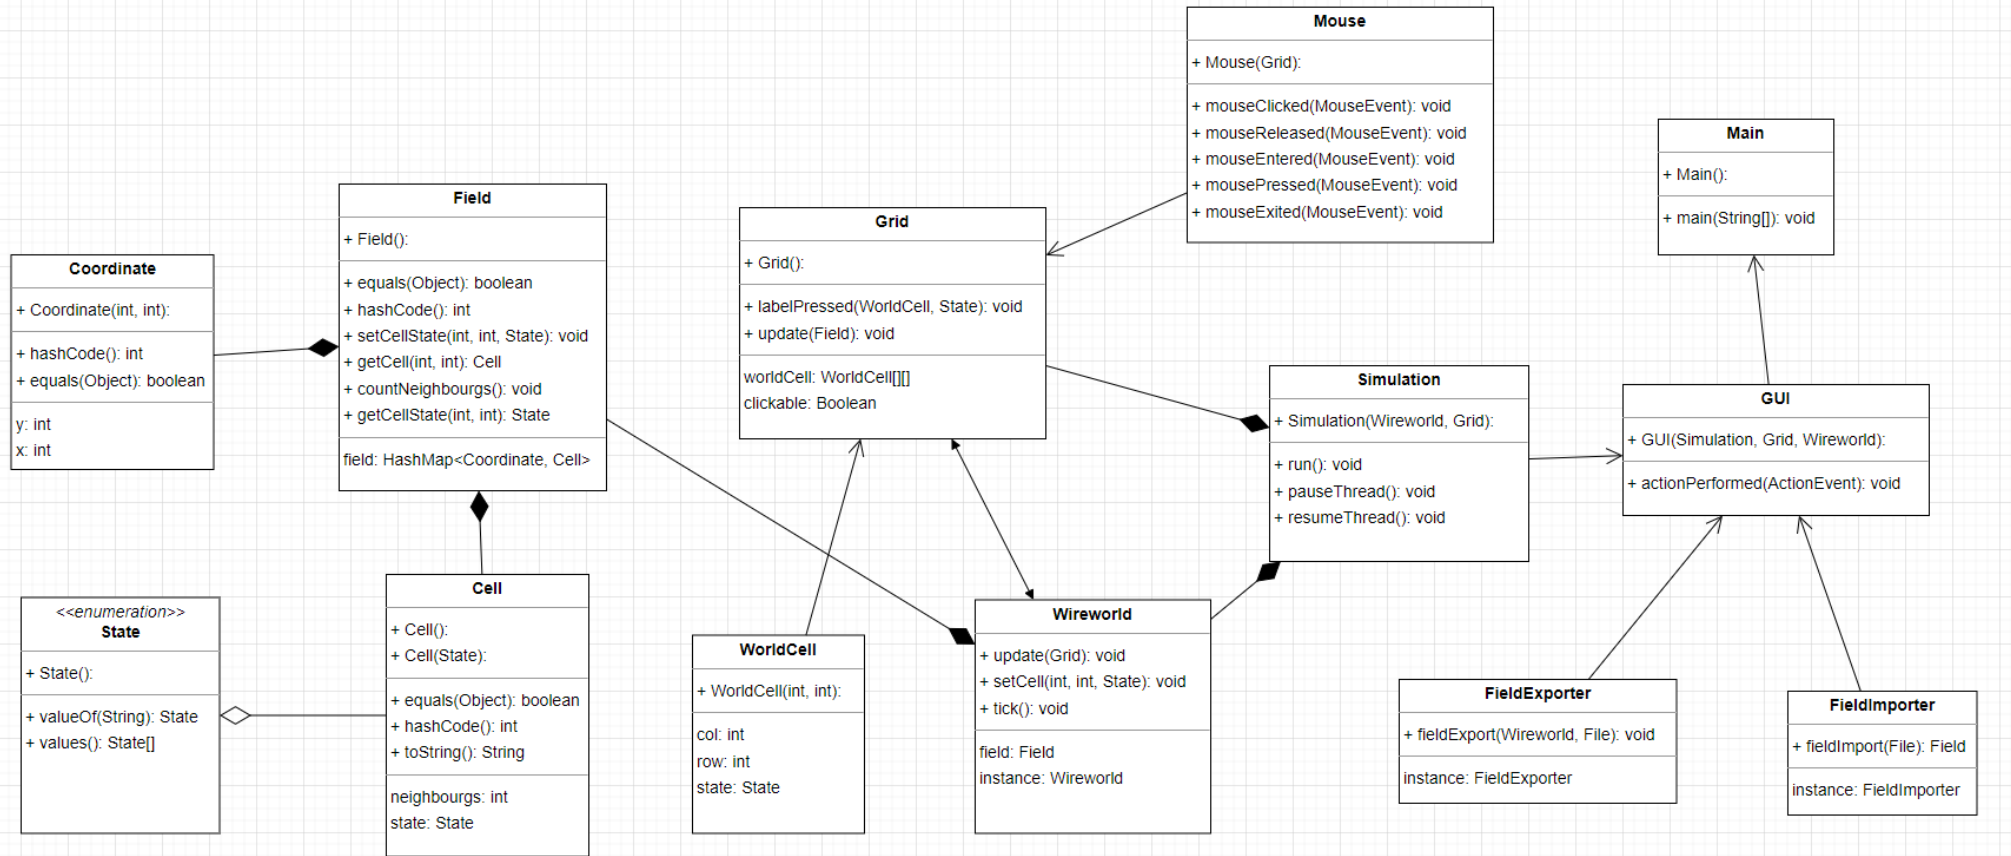 Mouse
+ Mouse(Grid):
+ mouseClicked(MouseEvent): void
+ mouseReleased(MouseEvent): void
+ mouseEntered(MouseEvent): void
+ mousePressed(MouseEvent): void
+ mouseExited(MouseEvent): void
Main
+ Main():
+ main(String[]): void
Field
+ Field():
+ equals(Object): boolean
+ hashCode(): int
+ setCellState(int, int, State): void
+ getCell(int, int): Cell
+ countNeighbourgs(): void
+ getCellState(int, int): State
field: HashMap<Coordinate, Cell>
Grid
+ Grid():
+ labelPressed(WorldCell, State): void
+ update(Field): void
worldCell: WorldCell[][]
clickable: Boolean
Coordinate
+ Coordinate(int, int):
+ hashCode(): int
+ equals(Object): boolean
y: int
x: int
Simulation
+ Simulation(Wireworld, Grid):
+ run(): void
+ pauseThread(): void
+ resumeThread(): void
GUI
+ GUI(Simulation, Grid, Wireworld):
+ actionPerformed(ActionEvent): void
<<enumeration>>
State
+ State():
+ valueOf(String): State
+ values(): State[]
Cell
+ Cell():
+ Cell(State):
+ equals(Object): boolean
+ hashCode(): int
+ toString(): String
neighbourgs: int
state: State
WorldCell
+ WorldCell(int, int):
col: int
row: int
state: State
Wireworld
+ update(Grid): void
+ setCell(int, int, State): void
+ tick(): void
field: Field
instance: Wireworld
FieldExporter
+ fieldExport(Wireworld, File): void
instance: FieldExporter
FieldImporter
+ fieldImport(File): Field
instance: FieldImporter